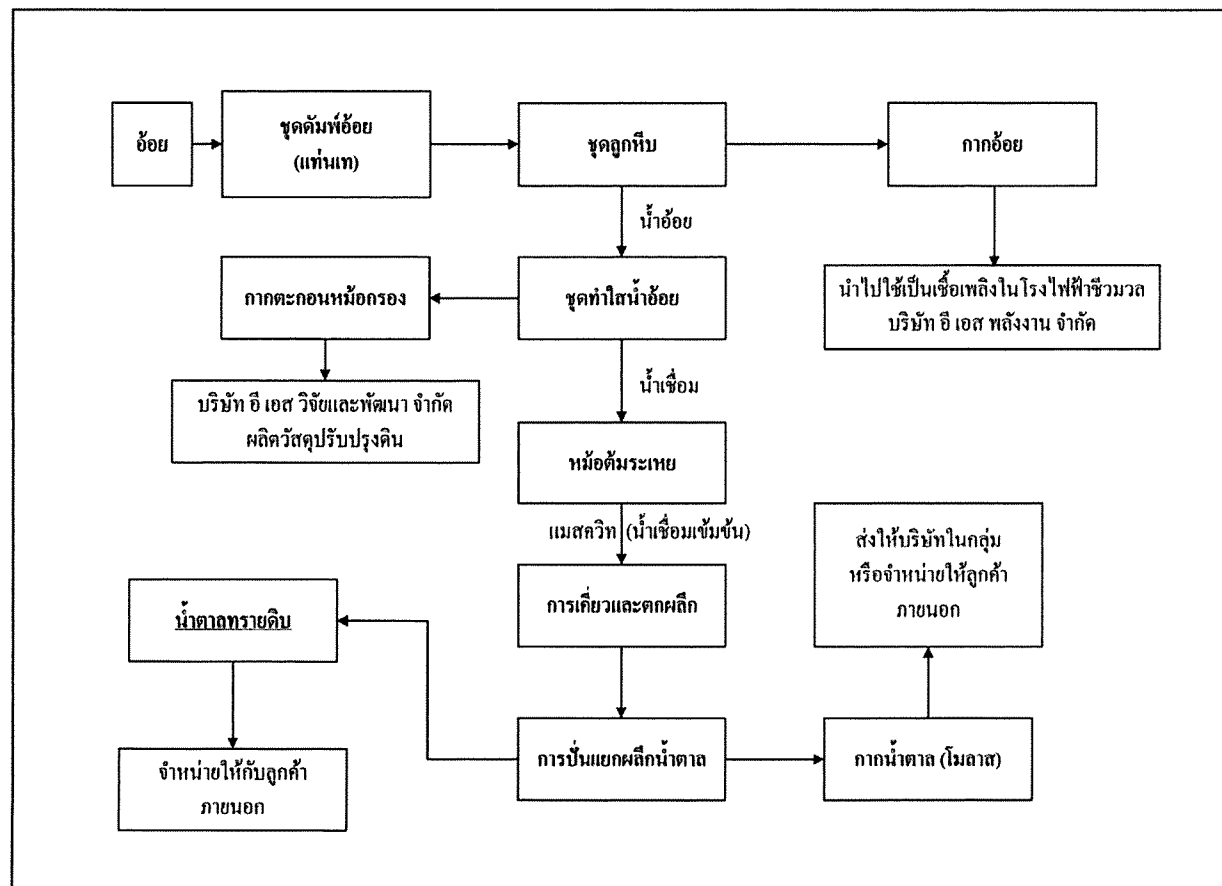 อ้อย
ชุดดัมพ์อ้อย
(แท่นเท)
ชุดลูกหีบ
กากอ้อย
น้ำอ้อย
กากตะกอนหม้อกรอง
ชุดทำใสน้ำอ้อย
นำไปใช้เป็นเชื้อเพลิงในโรงไฟฟ้าชีวมวล
บริษัท อี เอส พลังงาน จำกัด
น้ำเชื่อม
บริษัท อี เอส วิจัยและพัฒนา จำกัด
ผลิตวัสดุปรับปรุงดิน
หม้อต้มระเหย
แมสควิท (น้ำเชื่อมเข้มข้น)
ส่งให้บริษัทในกลุ่ม
หรือจำหน่ายให้ลูกค้า
ภายนอก
การเคี่ยวและตกผลึก
น้ำตาลทรายดิบ
การปั่นแยกผลึกน้ำตาล
กากน้ำตาล (โมลาส)
จำหน่ายให้กับลูกค้า
ภายนอก